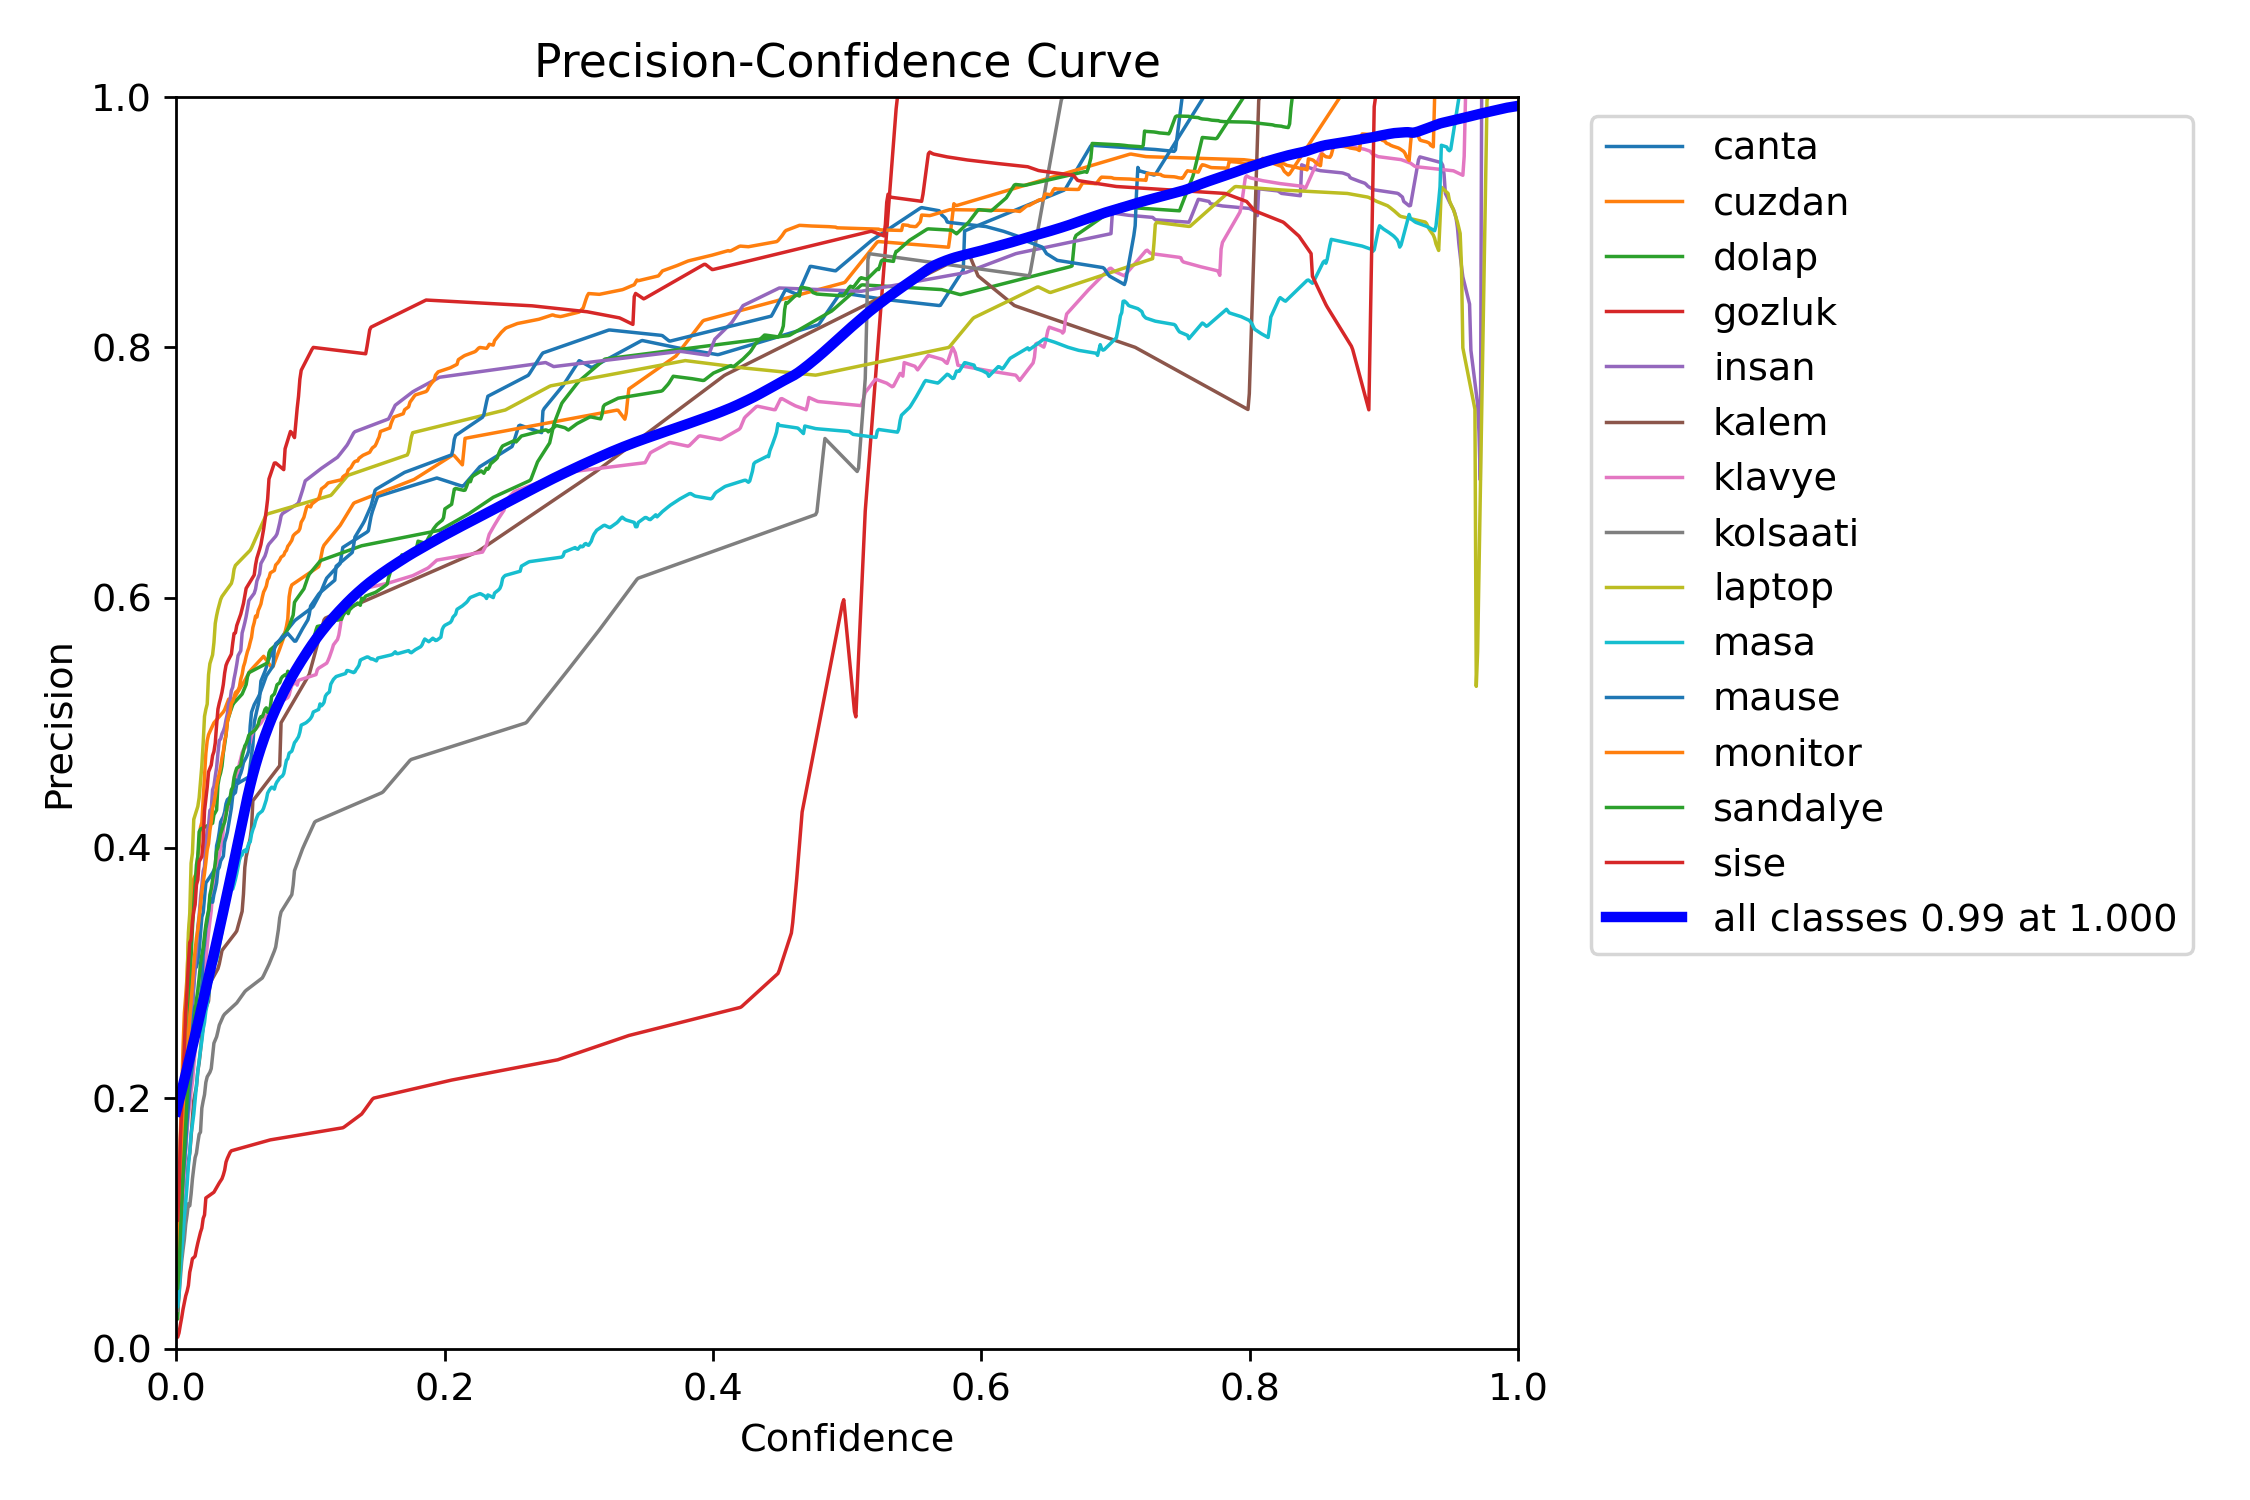 Precision-Confidence Curve
1.0
0.8
0.6
0.4
0.2
0.0
Precision
0.0 0.2 0.4 0.6 0.8 1.0
Confidence
canta
cuzdan
dolap
gozluk
insan
kalem
klavye
kolsaati
laptop
masa
mause
monitor
sandalye
sise
all classes 0.99 at 1.000